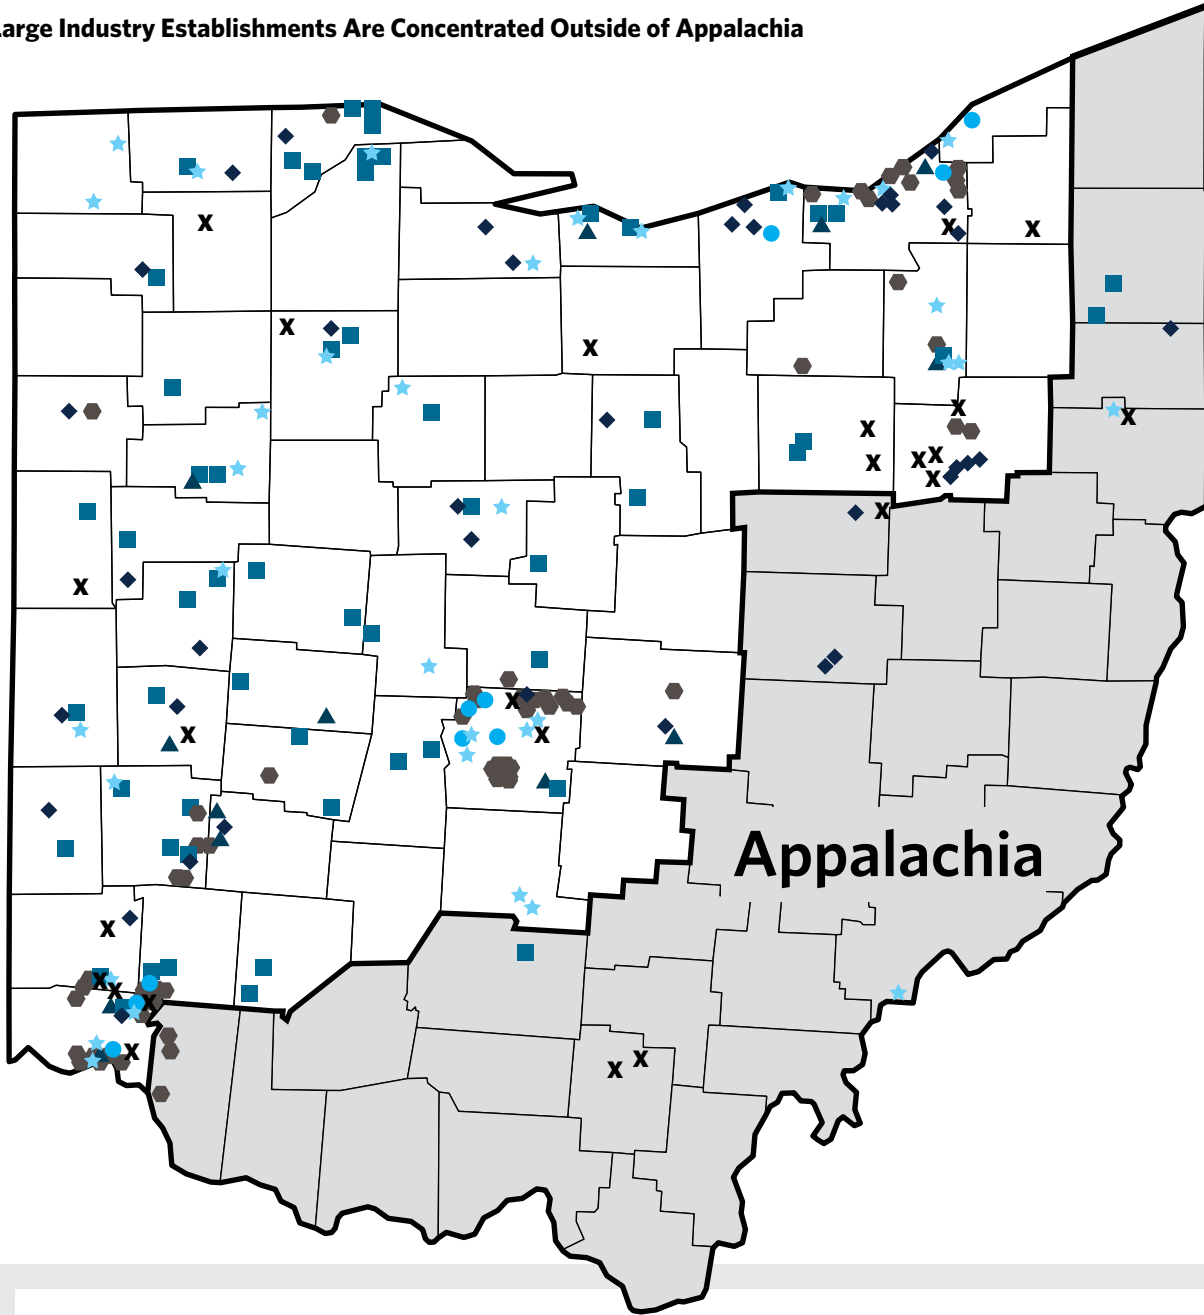 arge Industry Establishments Are Concentrated Outside of Appalachia
Appalachia